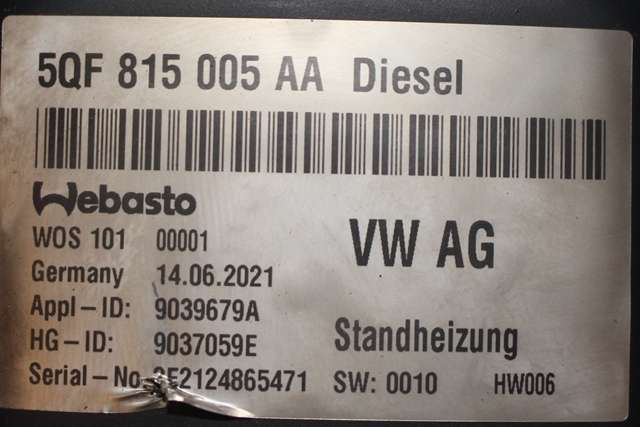 5QF 815 005 AA Diesel
Webasto
WOS 101 00001
VW AG
Germany 14.06.2021
Appl-ID: 9039679A
HG-ID: 9037059E
Standheizung
Serial-No. SW: 0010 HW006